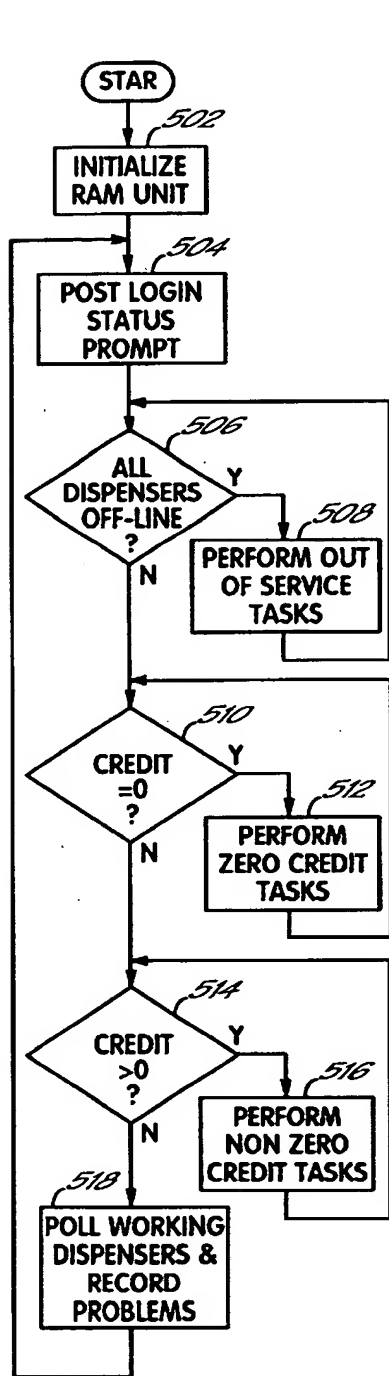 STAR
502
INITIALIZE
RAM UNIT
504
POST LOGIN
STATUS
PROMPT
506
ALL
DISPENSERS
OFF-LINE
?
Y
N
508
PERFORM OUT
OF SERVICE
TASKS
510
CREDIT
=0
?
Y
N
512
PERFORM
ZERO CREDIT
TASKS
514
CREDIT
>0
?
Y
N
516
PERFORM
NON ZERO
CREDIT TASKS
518
POLL WORKING
DISPENSERS &
RECORD
PROBLEMS